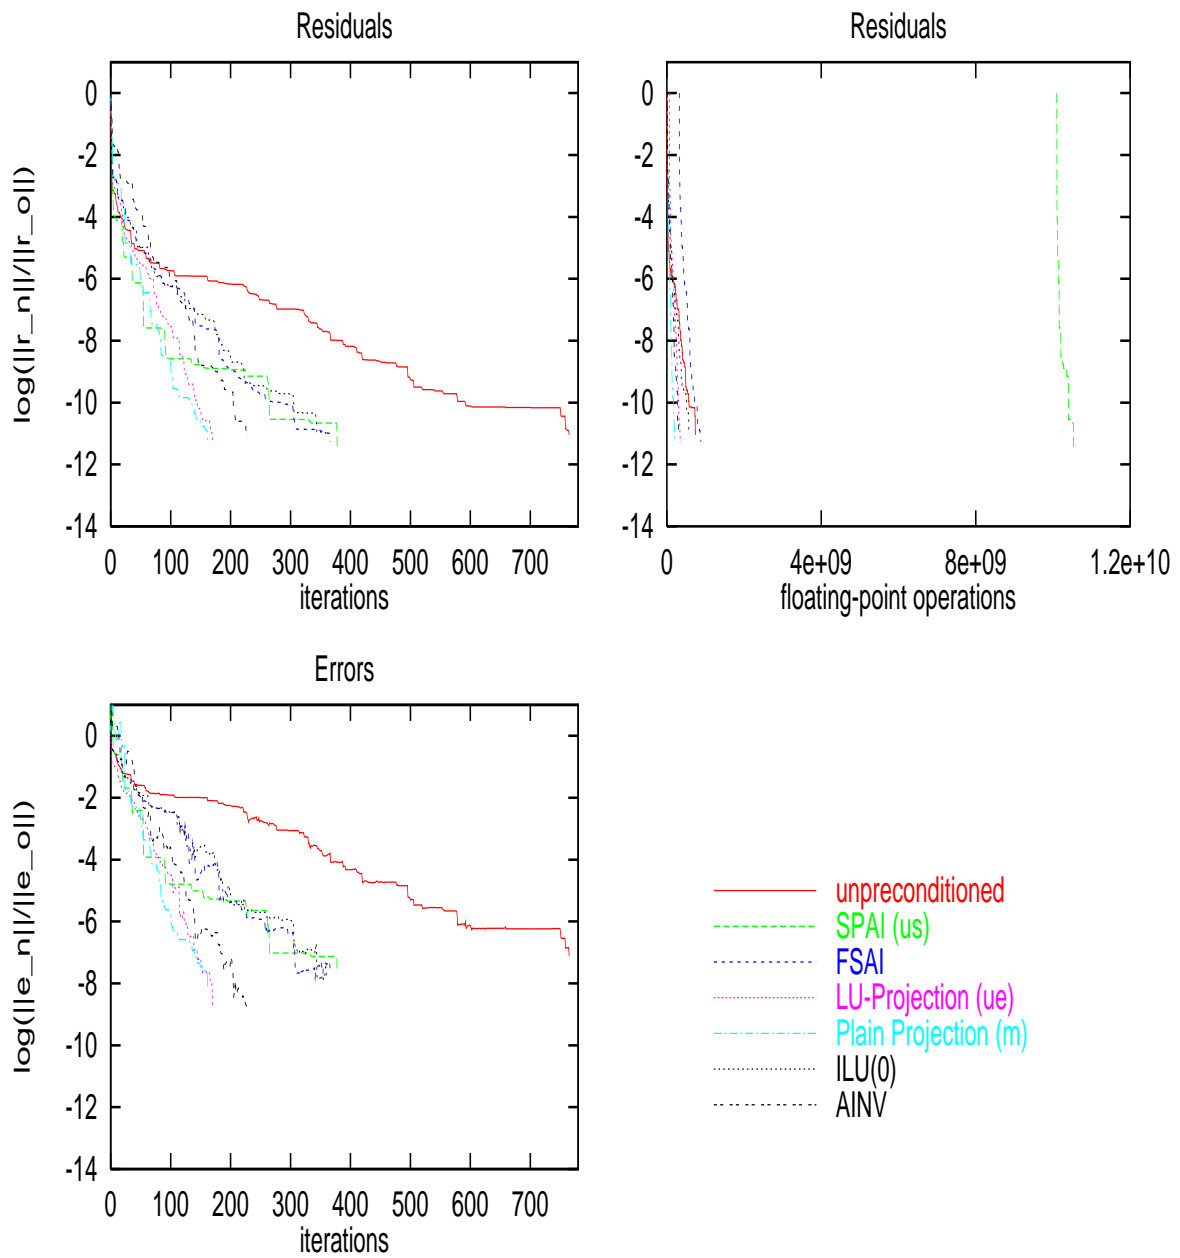 Residuals
log(||r_n||/||r_o||)
0
-2
-4
-6
-8
-10
-12
-14
0 100 200 300 400 500 600 700
iterations
Residuals
0
-2
-4
-6
-8
-10
-12
-14
0 4e+09 8e+09 1.2e+10
floating-point operations
Errors
log(||e_n||/||e_o||)
0
-2
-4
-6
-8
-10
-12
-14
0 100 200 300 400 500 600 700
iterations
unpreconditioned
SPAI (us)
FSAI
LU-Projection (ue)
Plain Projection (m)
ILU(0)
AINV